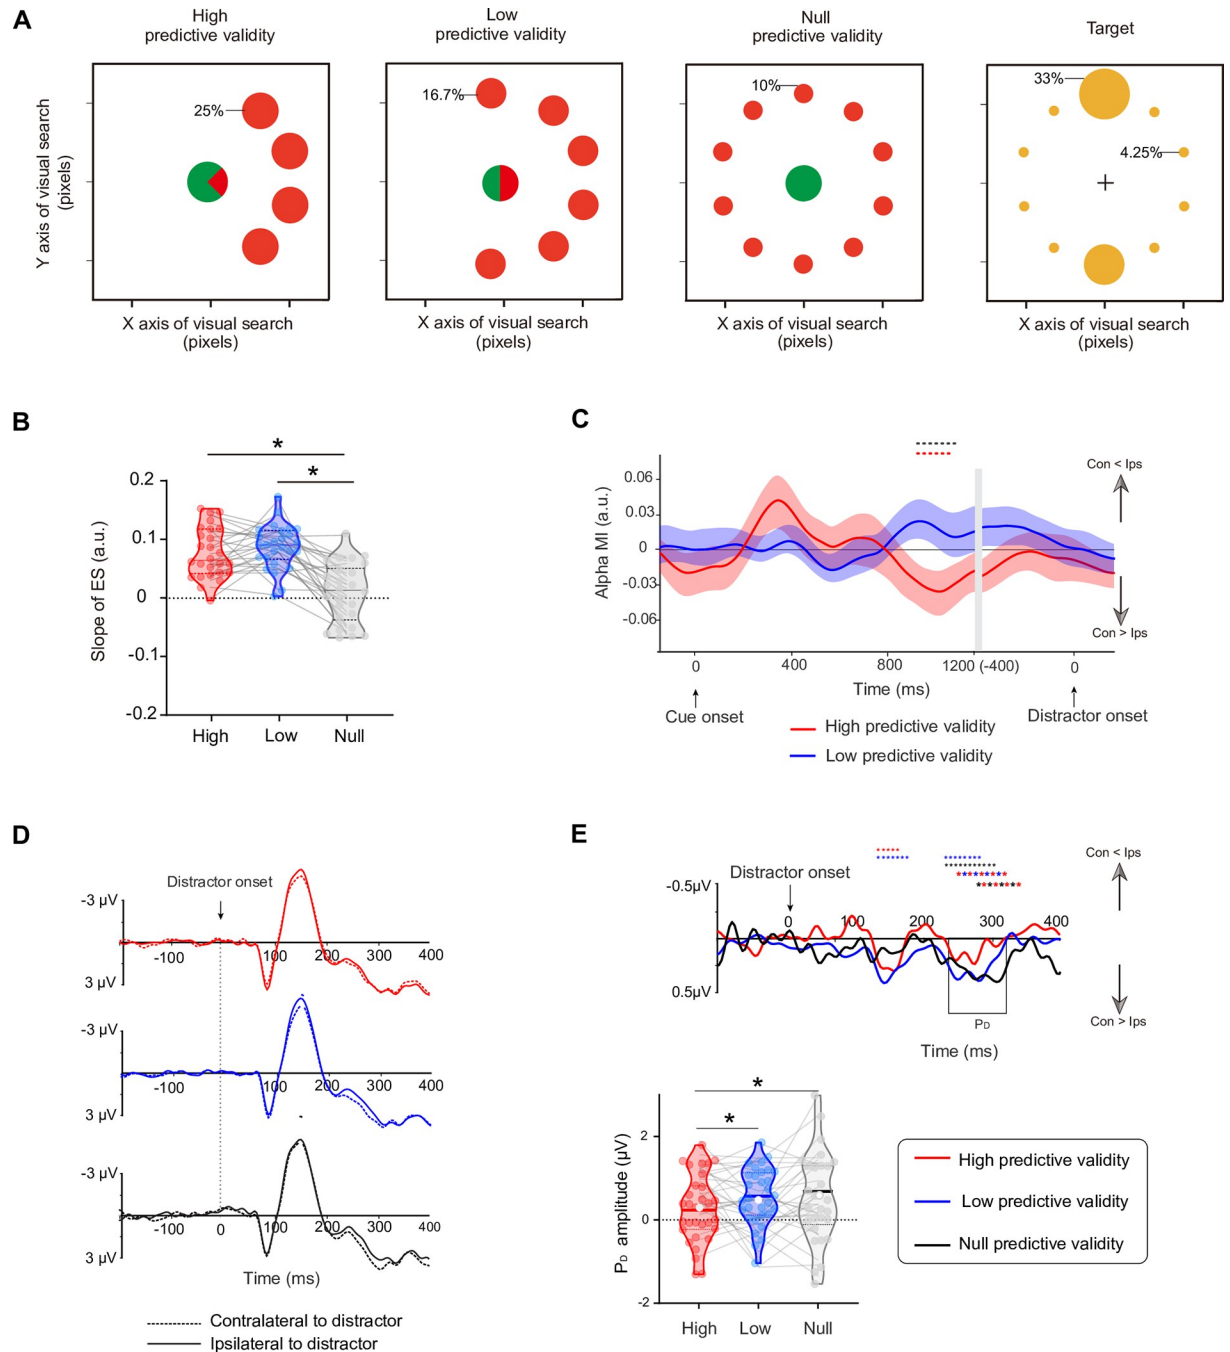 A
High
predictive validity
Low
predictive validity
Null
predictive validity
Target
25%
16.7%
10%
33%
4.25%
Y axis of visual search
(pixels)
X axis of visual search
(pixels)
X axis of visual search
(pixels)
X axis of visual search
(pixels)
X axis of visual search
(pixels)
B
*
*
0.2
0.1
0
-0.1
-0.2
Slope of ES (a.u.)
High Low Null
C
Alpha MI (a.u.)
0.06
0.03
0
-0.03
-0.06
Con < Ips
Con > Ips
0 400 800 1200 (-400) 0
Time (ms)
Cue onset
Distractor onset
High predictive validity
Low predictive validity
D
Distractor onset
-3 µV
3 µV
-100 100 200 300 400
-3 µV
3 µV
-100 100 200 300 400
-3 µV
3 µV
-100 0 100 200 300 400
Time (ms)
Contralateral to distractor
Ipsilateral to distractor
E
Distractor onset
-0.5µV
0.5µV
0 100 200 300 400
PD
Time (ms)
Con < Ips
Con > Ips
*
*
PD amplitude (µV)
2
0
-2
High Low Null
High predictive validity
Low predictive validity
Null predictive validity